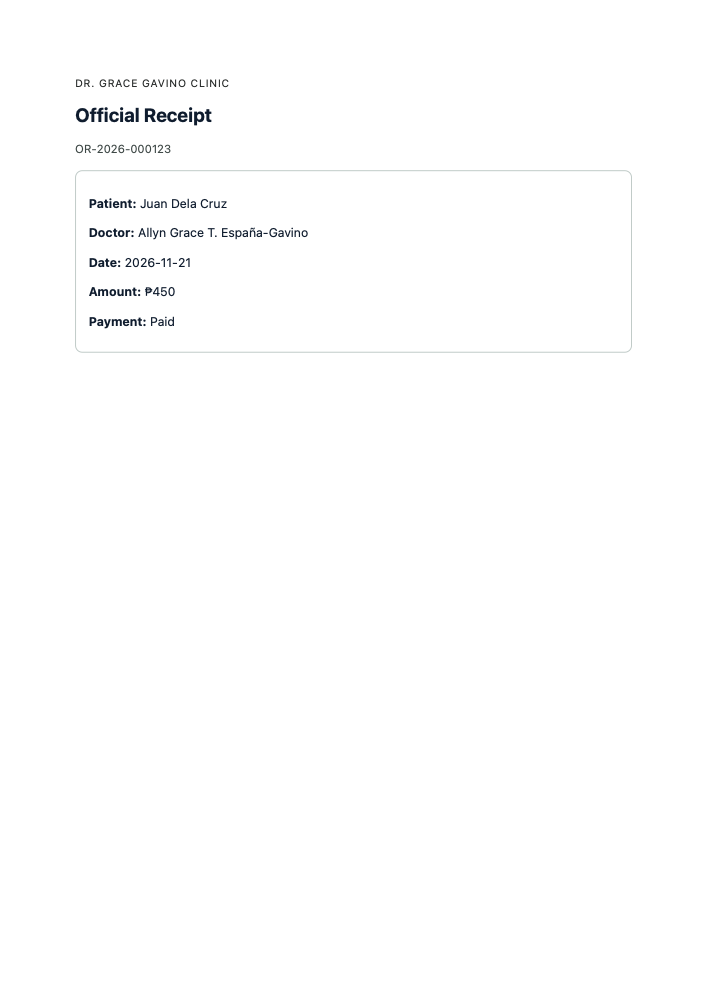 DR. GRACE GAVINO CLINIC
Official Receipt
OR-2026-000123
Patient: Juan Dela Cruz
Doctor: Allyn Grace T. España-Gavino
Date: 2026-11-21
Amount: ₱450
Payment: Paid